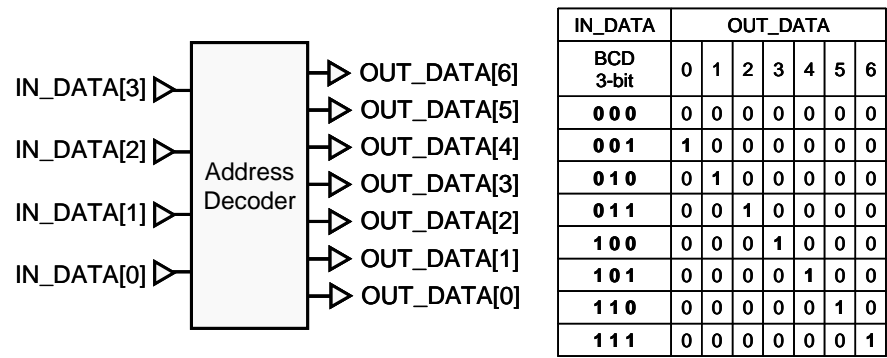 IN_DATA[3]
IN_DATA[2]
IN_DATA[1]
IN_DATA[0]
Address
Decoder
OUT_DATA[6]
OUT_DATA[5]
OUT_DATA[4]
OUT_DATA[3]
OUT_DATA[2]
OUT_DATA[1]
OUT_DATA[0]
IN_DATA OUT_DATA
BCD
3-bit 0 1 2 3 4 5 6
0 0 0 0 0 0 0 0 0 0
0 0 1 1 0 0 0 0 0 0
0 1 0 0 1 0 0 0 0 0
0 1 1 0 0 1 0 0 0 0
1 0 0 0 0 0 1 0 0 0
1 0 1 0 0 0 0 1 0 0
1 1 0 0 0 0 0 0 1 0
1 1 1 0 0 0 0 0 0 1